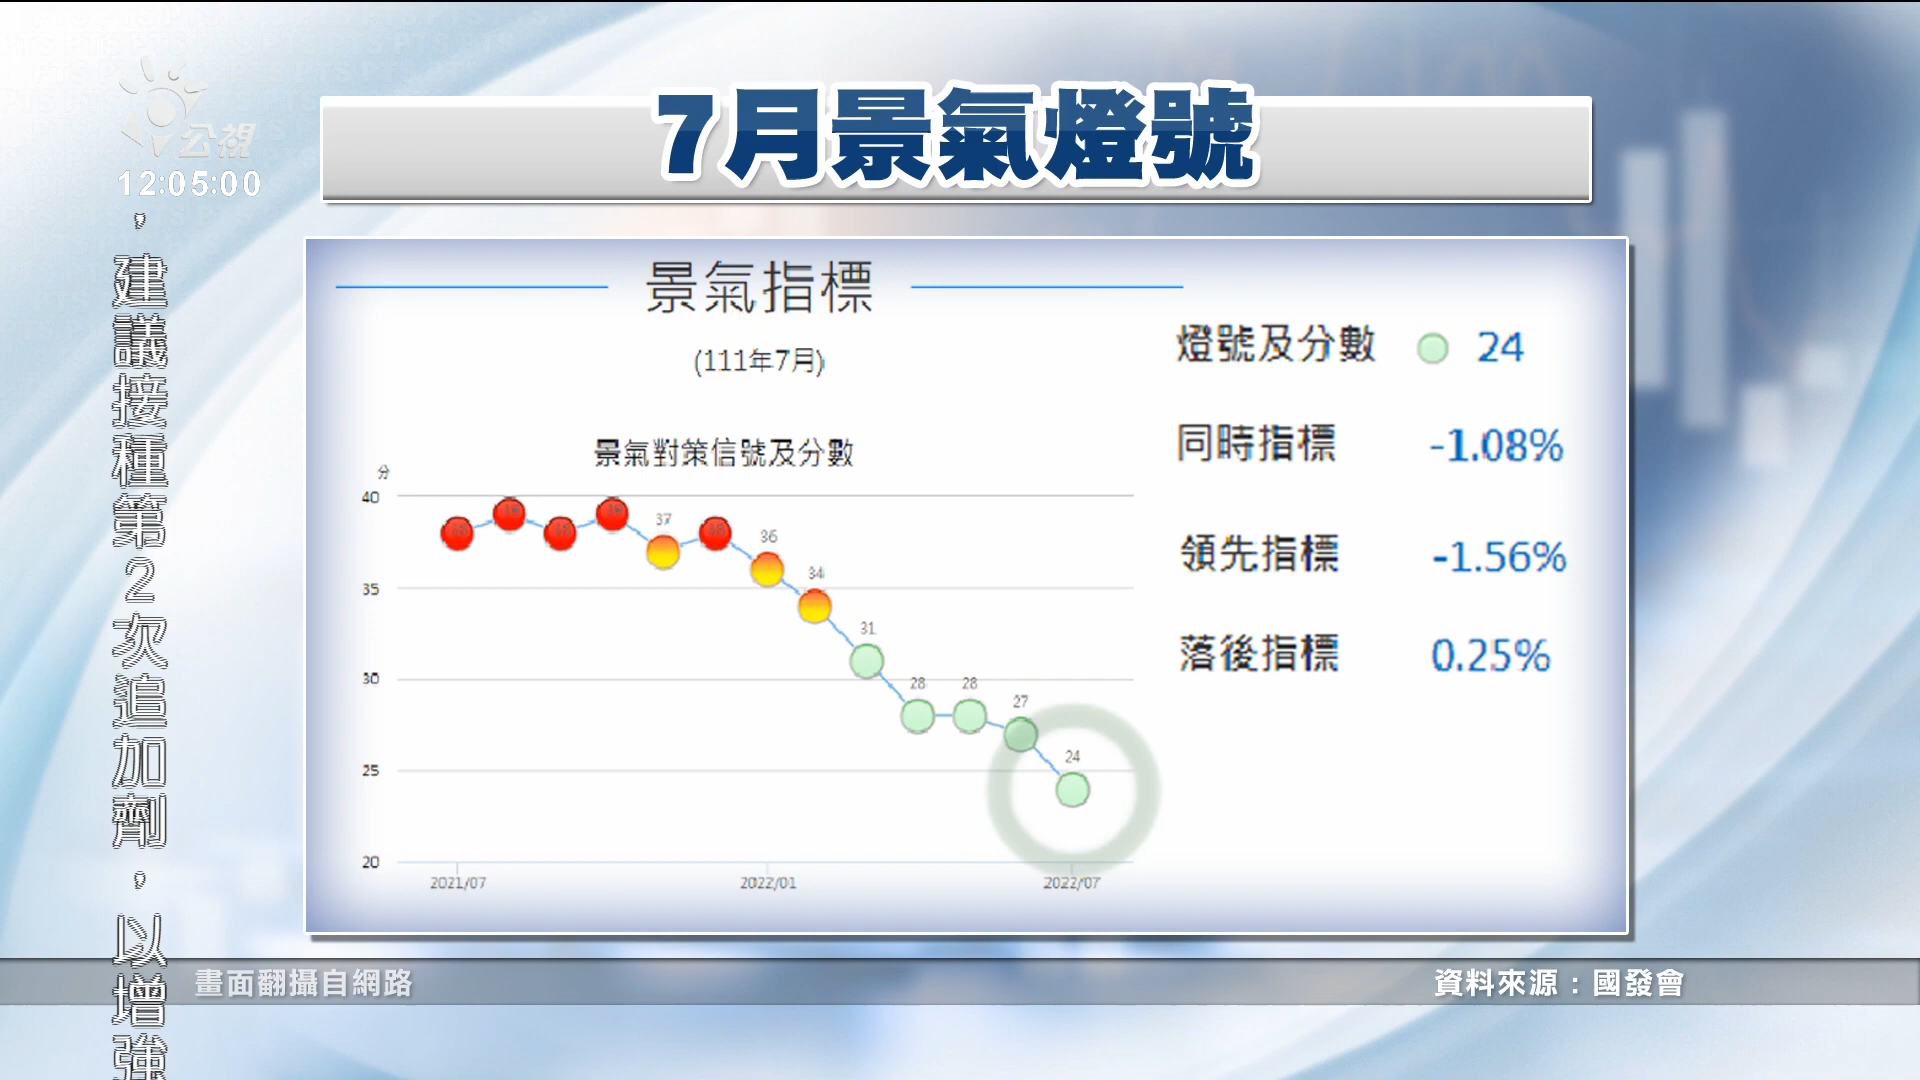 公視
12:05:00
，建議接種第2次追加劑，以增強
7月景氣燈號
景氣指標
(111年7月)
景氣對策信號及分數
分
40
35
30
25
20
37
36
34
31
28
28
27
24
2021/07
2022/01
2022/07
燈號及分數 24
同時指標 -1.08%
領先指標 -1.56%
落後指標 0.25%
畫面翻攝自網路
資料來源：國發會